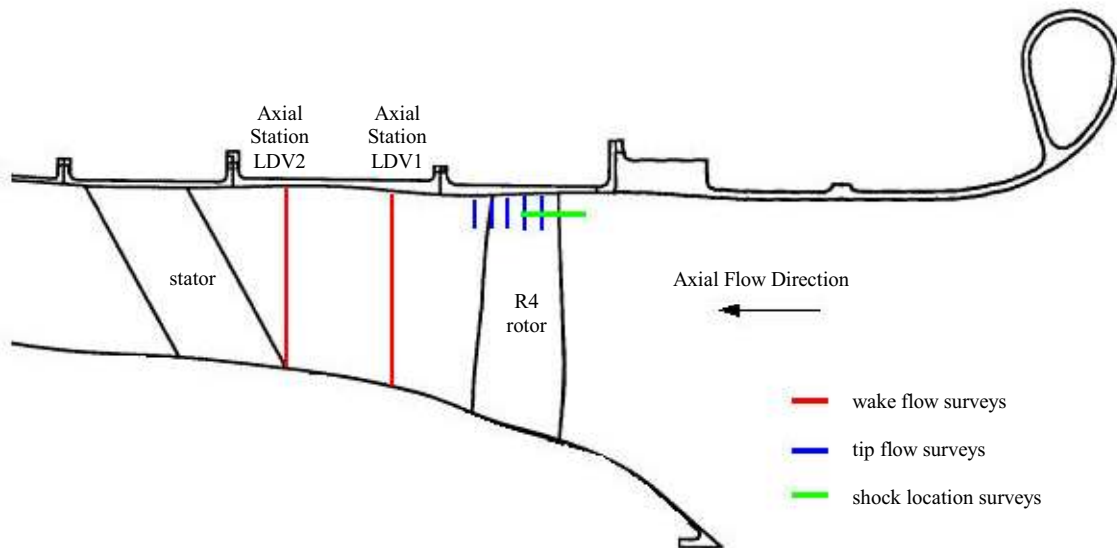 Axial
Station
LDV2
Axial
Station
LDV1
stator
R4
rotor
Axial Flow Direction
wake flow surveys
tip flow surveys
shock location surveys